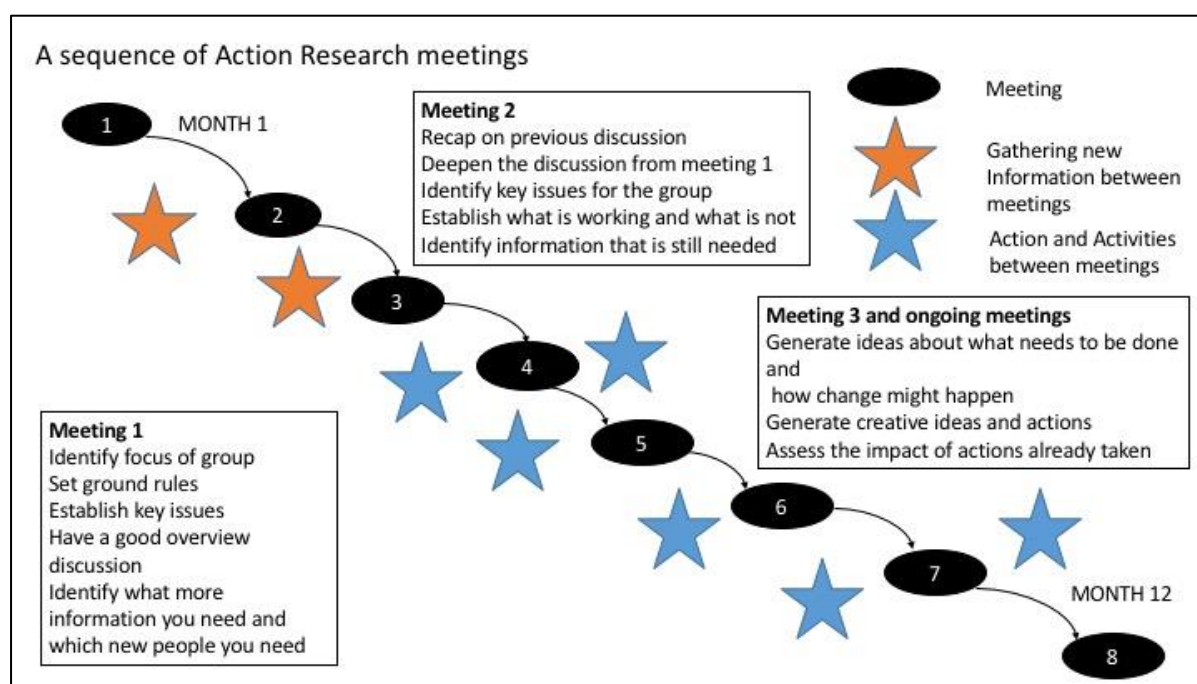 A sequence of Action Research meetings
1
MONTH 1
2
3
4
5
6
7
MONTH 12
8
Meeting 2
Recap on previous discussion
Deepen the discussion from meeting 1
Identify key issues for the group
Establish what is working and what is not
Identify information that is still needed
Meeting
Gathering new
Information between
meetings
Action and Activities
between meetings
Meeting 3 and ongoing meetings
Generate ideas about what needs to be done
and
how change might happen
Generate creative ideas and actions
Assess the impact of actions already taken
Meeting 1
Identify focus of group
Set ground rules
Establish key issues
Have a good overview
discussion
Identify what more
information you need and
which new people you need